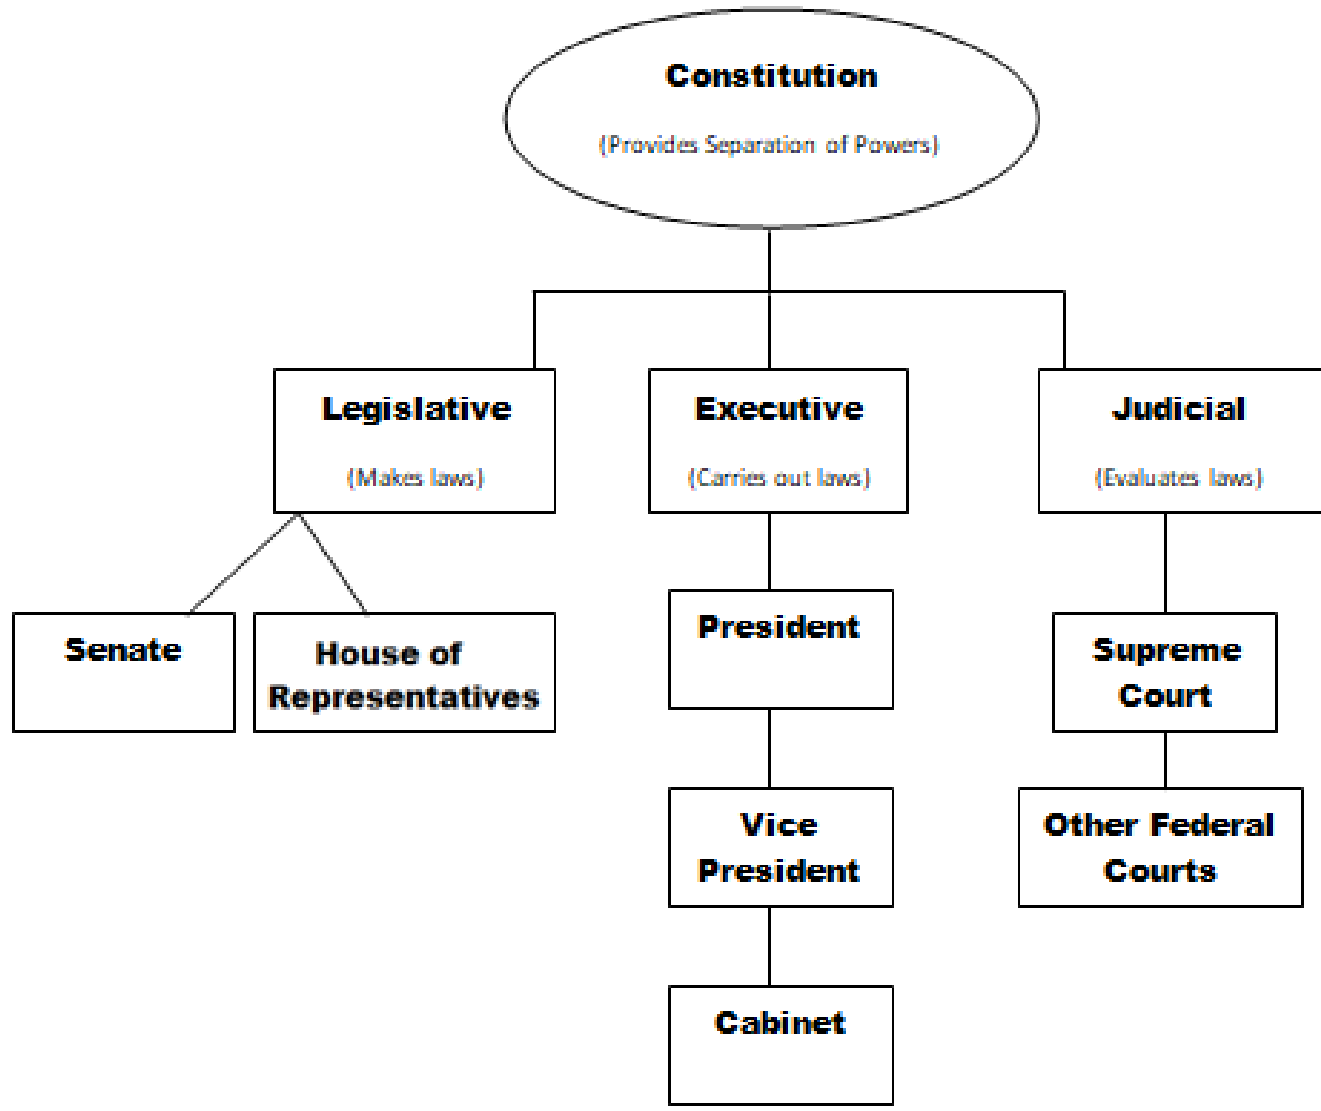 Constitution
(Provides Separation of Powers)
Legislative
(Makes laws)
Executive
(Carries out laws)
Judicial
(Evaluates laws)
Senate
House of
Representatives
President
Supreme
Court
Vice
President
Other Federal
Courts
Cabinet